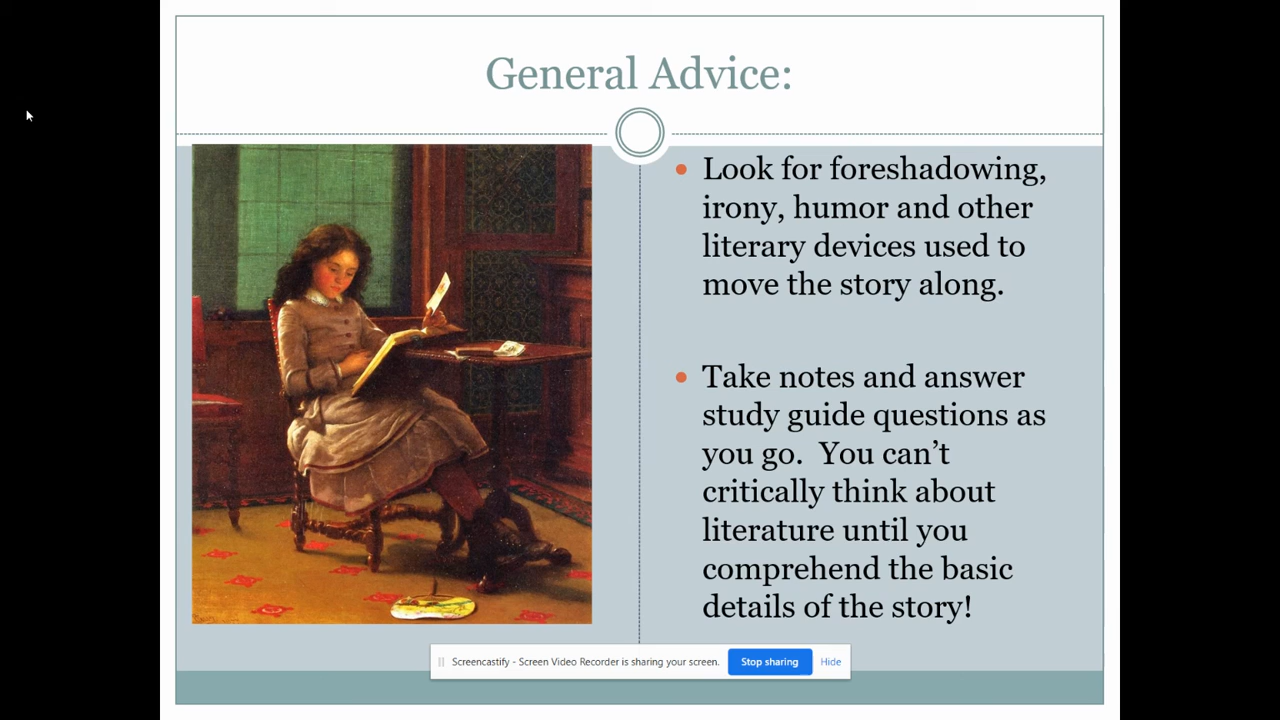 General Advice:
Look for foreshadowing,
irony, humor and other
literary devices used to
move the story along.
Take notes and answer
study guide questions as
you go.  You can’t
critically think about
literature until you
comprehend the basic
details of the story!
Screencastify - Screen Video Recorder is sharing your screen. Stop sharing Hide